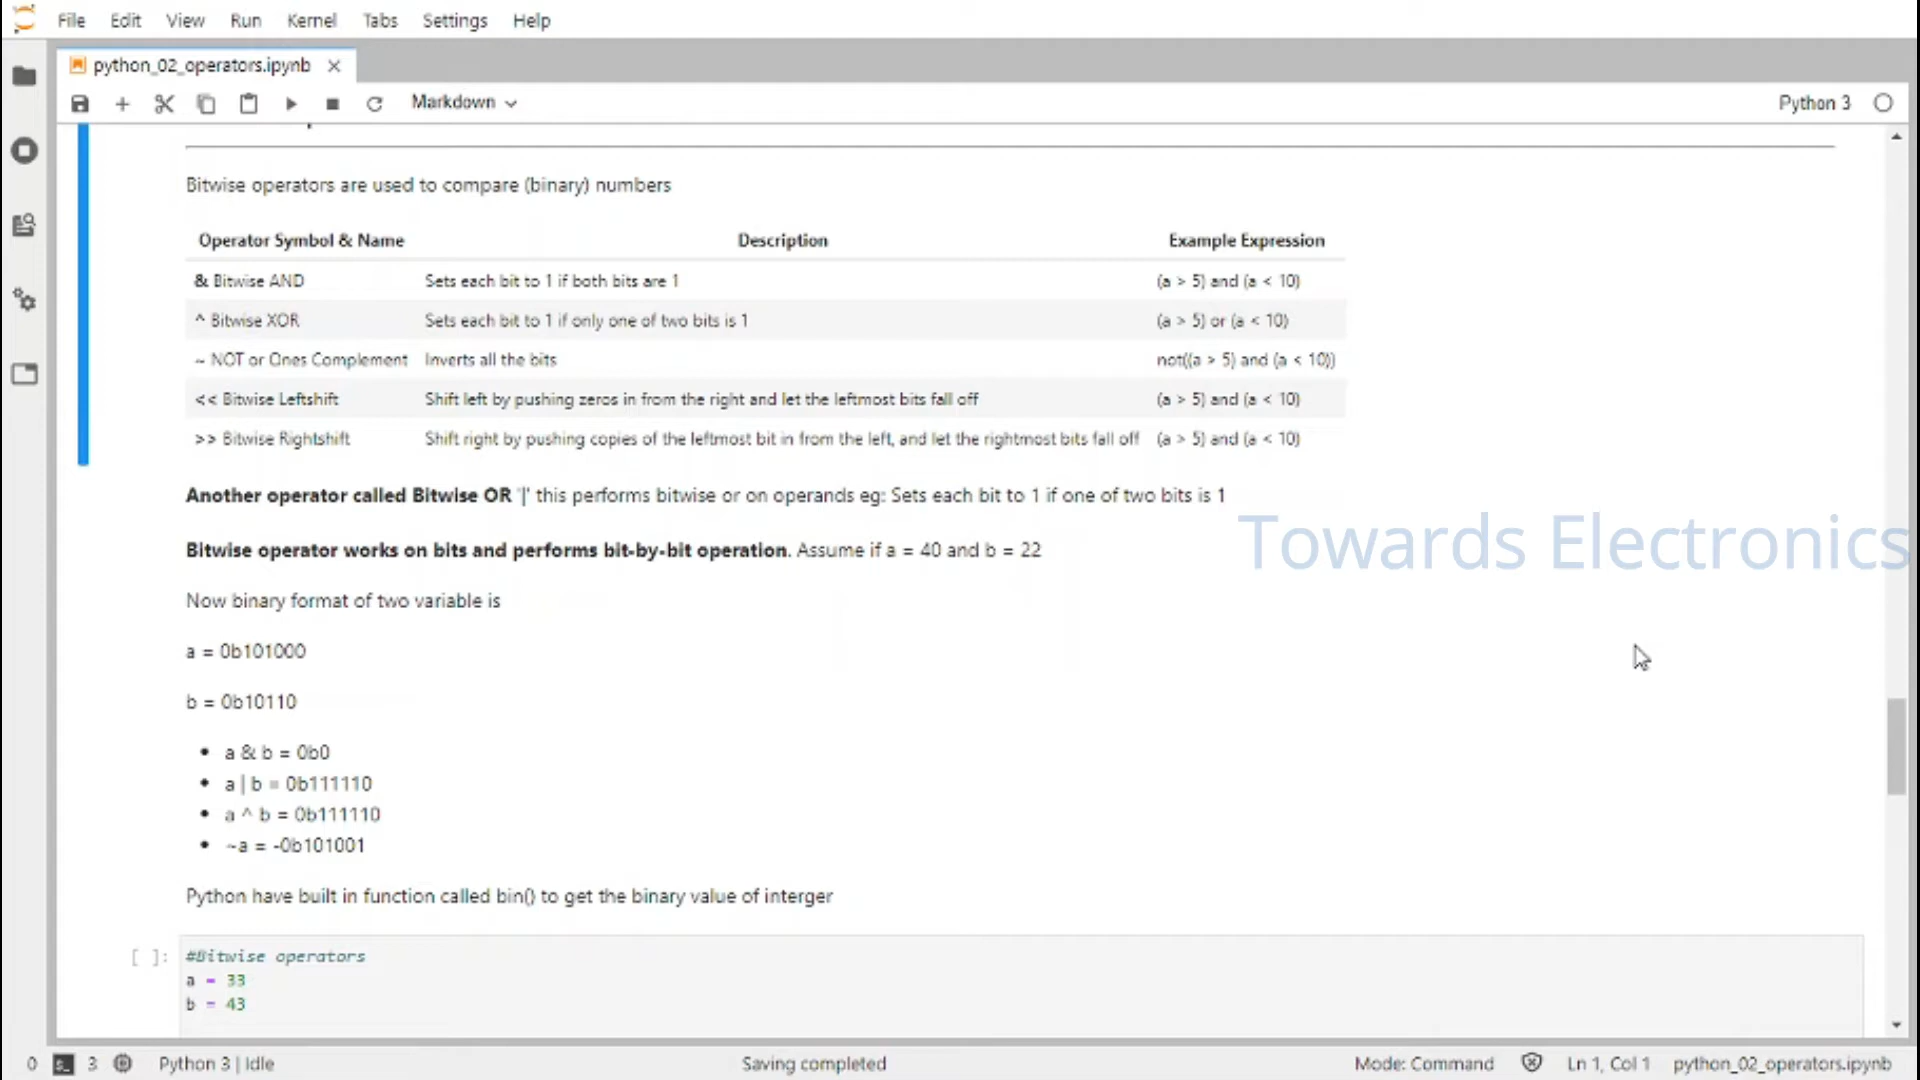 File Edit View Run Kernel Tabs Settings Help
python_02_operators.ipynb
Markdown
Python 3
Bitwise operators are used to compare (binary) numbers
Operator Symbol & Name Description Example Expression
& Bitwise AND Sets each bit to 1 if both bits are 1 (a > 5) and (a < 10)
^ Bitwise XOR Sets each bit to 1 if only one of two bits is 1 (a > 5) or (a < 10)
~ NOT or Ones Complement Inverts all the bits not((a > 5) and (a < 10))
<< Bitwise Leftshift Shift left by pushing zeros in from the right and let the leftmost bits fall off (a > 5) and (a < 10)
>> Bitwise Rightshift Shift right by pushing copies of the leftmost bit in from the left, and let the rightmost bits fall off (a > 5) and (a < 10)
Another operator called Bitwise OR '|' this performs bitwise or on operands eg: Sets each bit to 1 if one of two bits is 1
Towards Electronics
Bitwise operator works on bits and performs bit-by-bit operation. Assume if a = 40 and b = 22
Now binary format of two variable is
a = 0b101000
b = 0b10110
• a & b = 0b0
• a | b = 0b111110
• a ^ b = 0b111110
• ~a = -0b101001
Python have built in function called bin() to get the binary value of interger
[ ]: #Bitwise operators
a = 33
b = 43
0 3 Python 3 | Idle Saving completed Mode: Command Ln 1, Col 1 python_02_operators.ipynb